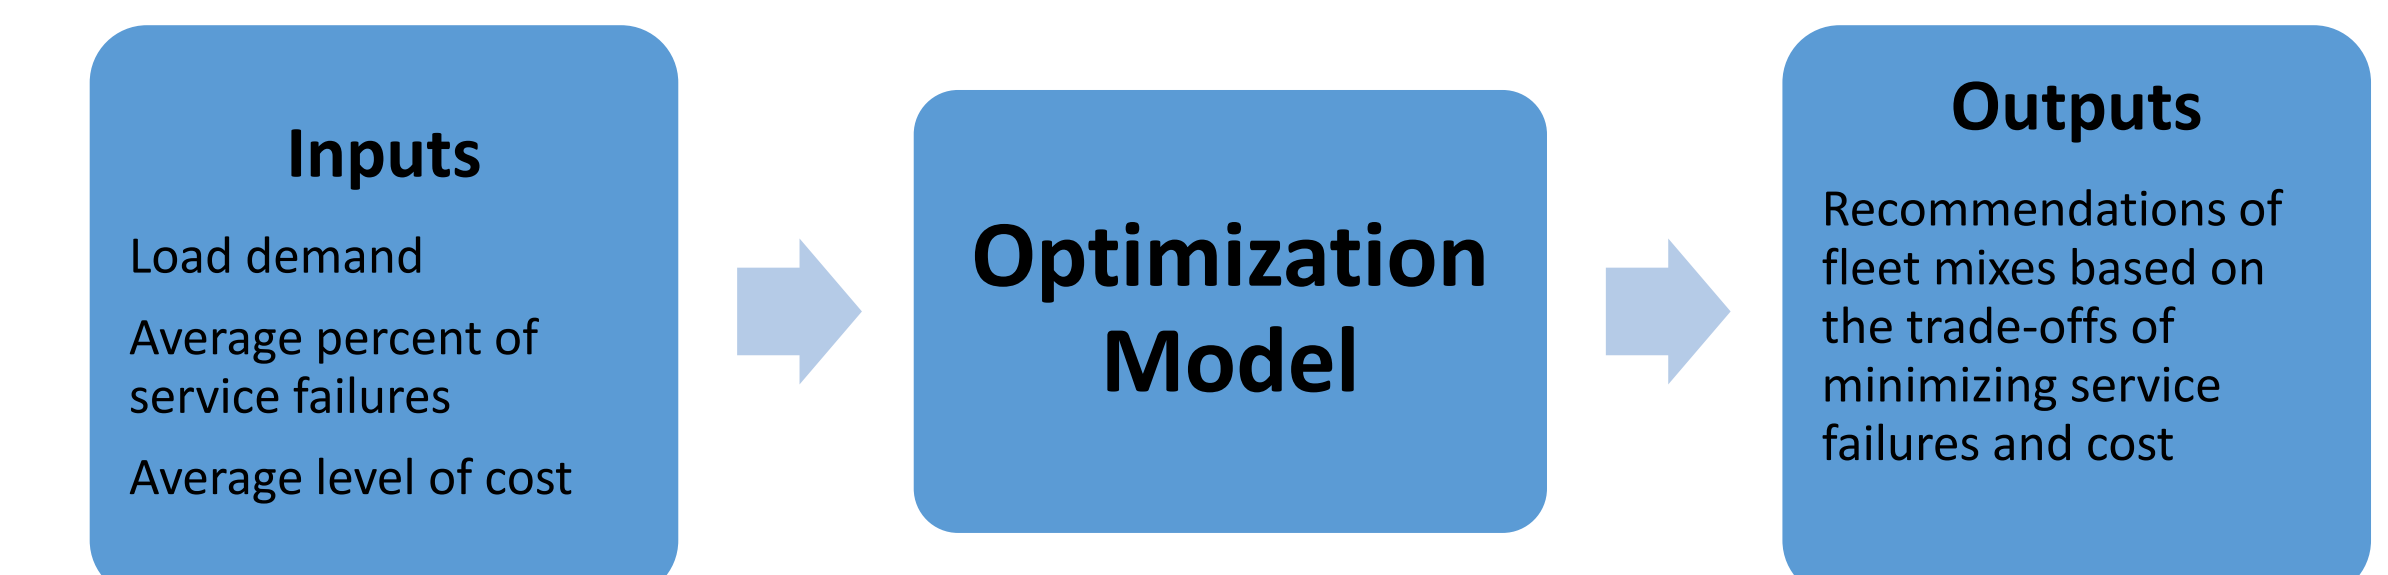 Inputs
Load demand
Average percent of
service failures
Average level of cost
Optimization
Model
Outputs
Recommendations of
fleet mixes based on
the trade-offs of
minimizing service
failures and cost